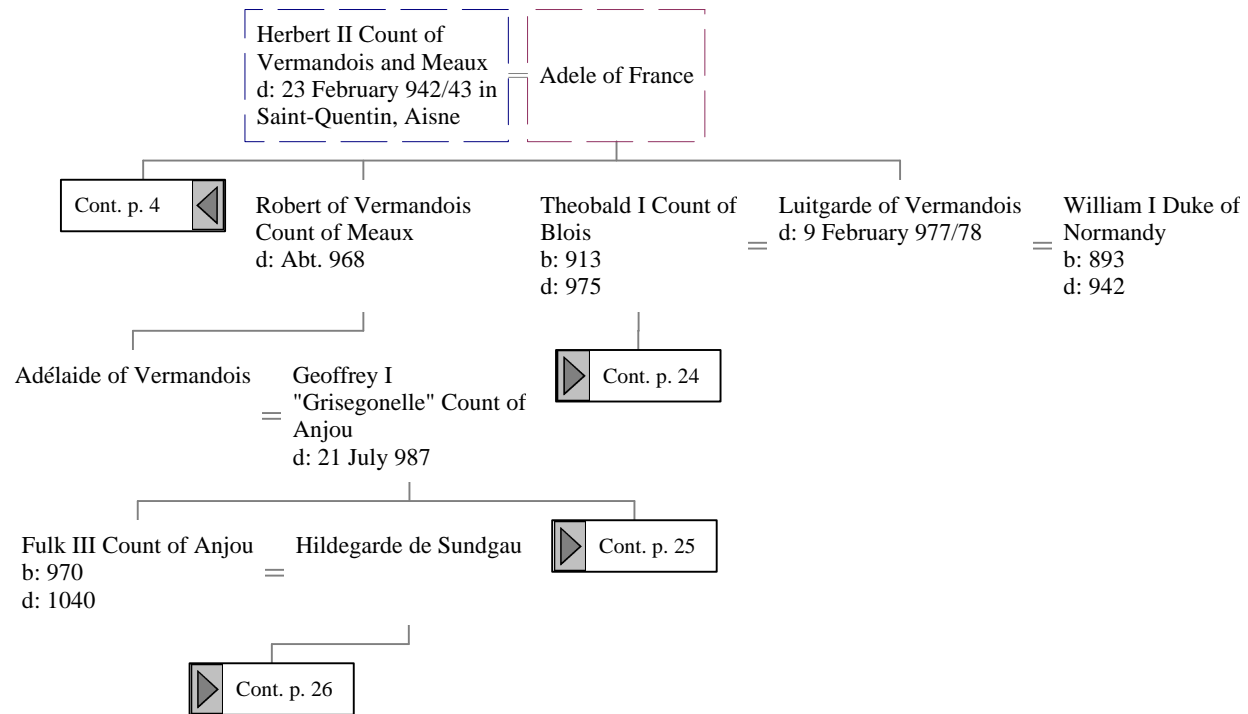 Herbert II Count of
Vermandois and Meaux
d: 23 February 942/43 in
Saint-Quentin, Aisne
Adele of France
Cont. p. 4
Robert of Vermandois
Count of Meaux
d: Abt. 968
Theobald I Count of
Blois
b: 913
d: 975
Luitgarde of Vermandois
d: 9 February 977/78
William I Duke of
Normandy
b: 893
d: 942
Adélaide of Vermandois
Geoffrey I
"Grisegonelle" Count of
Anjou
d: 21 July 987
Cont. p. 24
Fulk III Count of Anjou
b: 970
d: 1040
Hildegarde de Sundgau
Cont. p. 25
Cont. p. 26